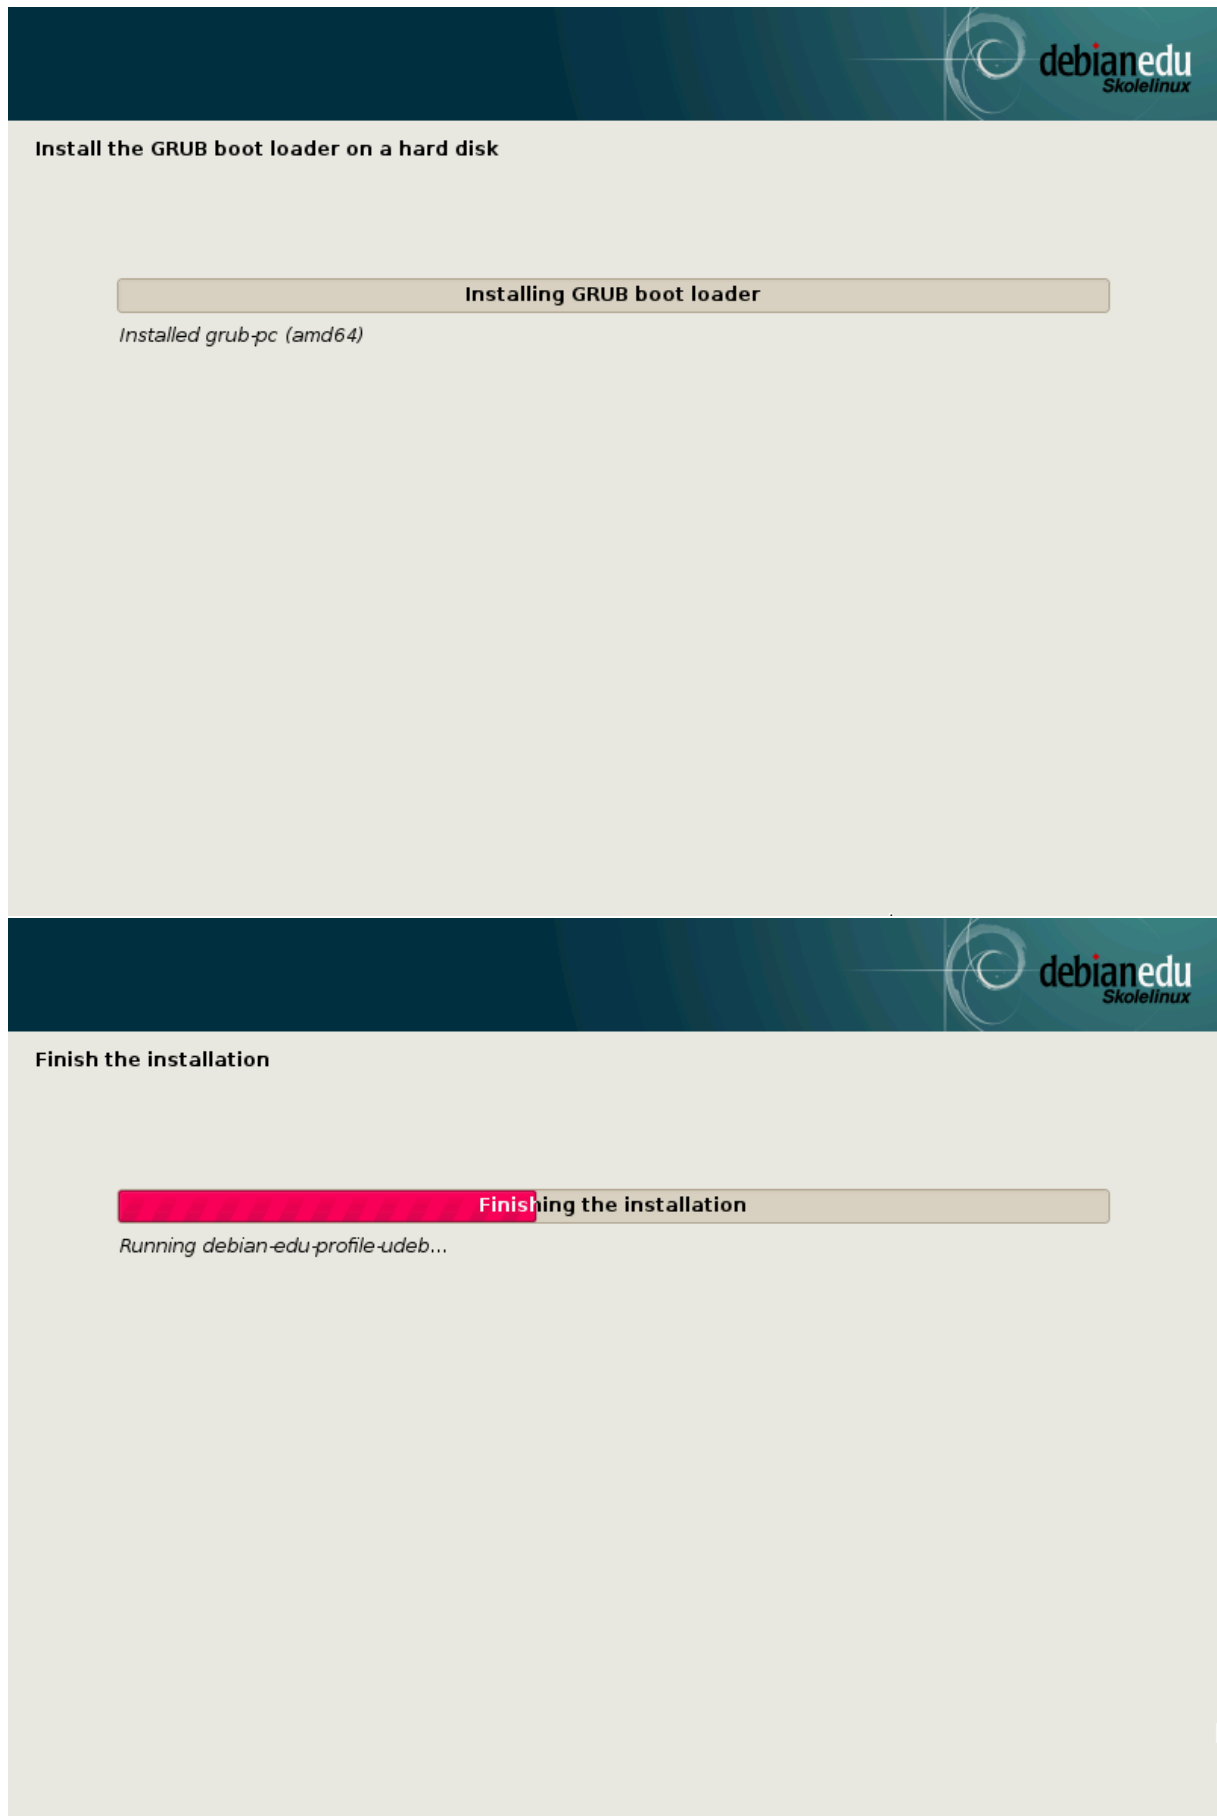 debianedu
Skolelinux
Install the GRUB boot loader on a hard disk
Installing GRUB boot loader
Installed grub-pc (amd64)
debianedu
Skolelinux
Finish the installation
Finishing the installation
Running debian-edu-profile-udeb...